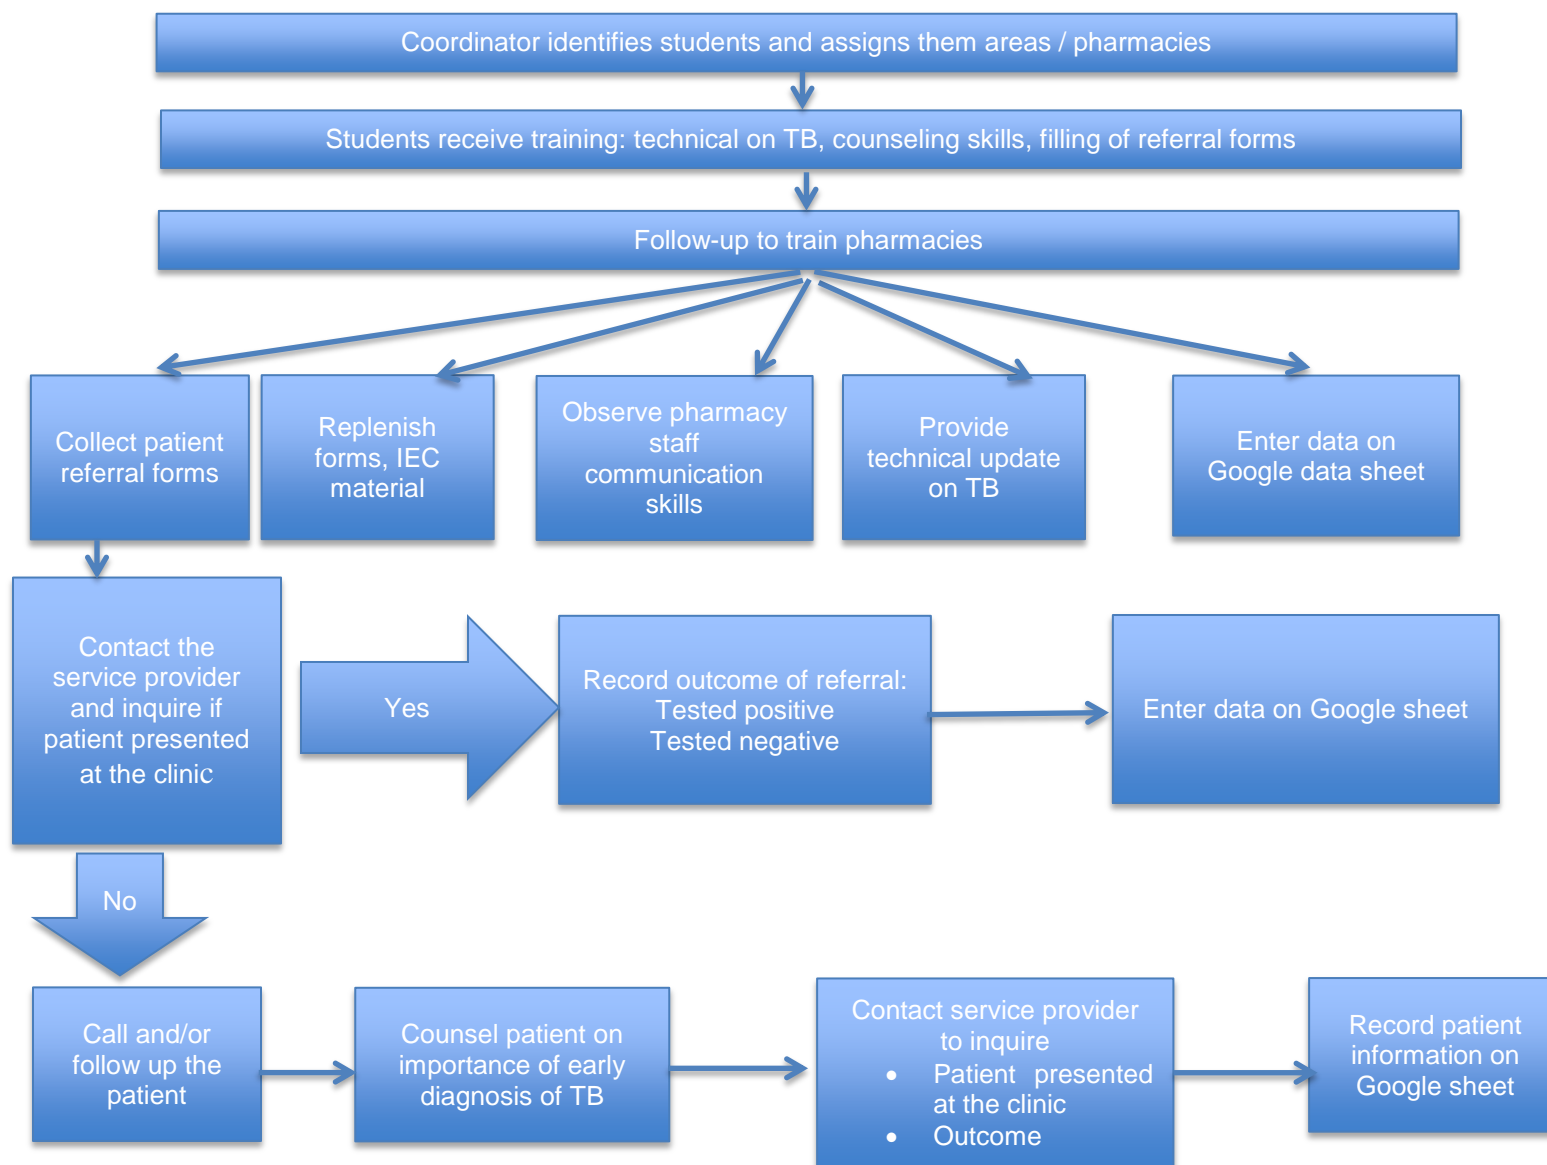 Coordinator identifies students and assigns them areas / pharmacies
Students receive training: technical on TB, counseling skills, filling of referral forms
Follow-up to train pharmacies
Collect patient
referral forms
Replenish
forms, IEC
material
Observe pharmacy
staff
communication
skills
Provide
technical update
on TB
Enter data on
Google data sheet
Contact the
service provider
and inquire if
patient presented
at the clinic
Yes
Record outcome of referral:
Tested positive
Tested negative
Enter data on Google sheet
No
Call and/or
follow up the
patient
Counsel patient on
importance of early
diagnosis of TB
Contact service provider
to inquire
• Patient presented
at the clinic
• Outcome
Record patient
information on
Google sheet